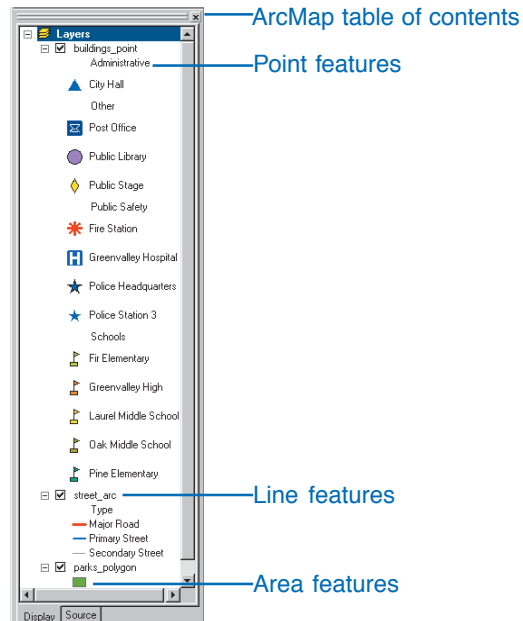 ArcMap table of contents
Layers
buildings_point
Administrative
Point features
City Hall
Other
Post Office
Public Library
Public Stage
Public Safety
Fire Station
H Greenvalley Hospital
Police Headquarters
Police Station 3
Schools
Fir Elementary
Greenvalley High
Laurel Middle School
Oak Middle School
Pine Elementary
street_arc
Line features
Type
Major Road
Primary Street
Secondary Street
parks_polygon
Area features
Display Source